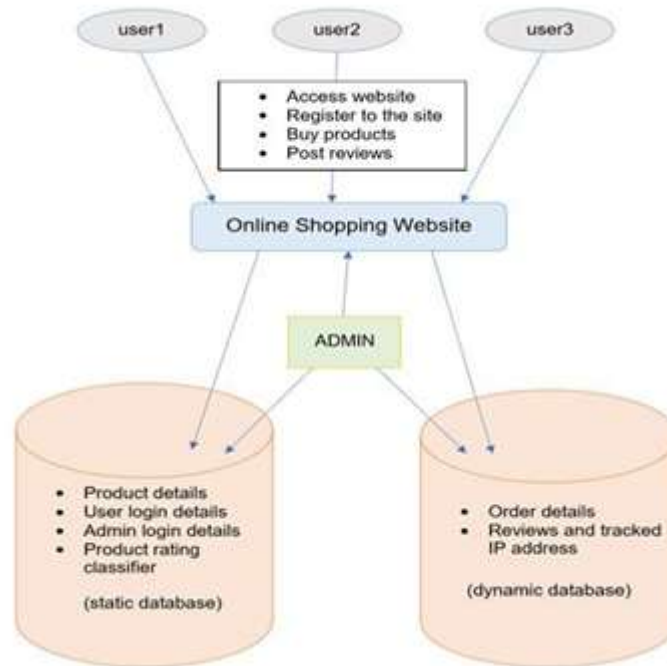 user1
user2
user3
• Access website
• Register to the site
• Buy products
• Post reviews
Online Shopping Website
ADMIN
• Product details
• User login details
• Admin login details
• Product rating
classifier
(static database)
• Order details
• Reviews and tracked
IP address
(dynamic database)